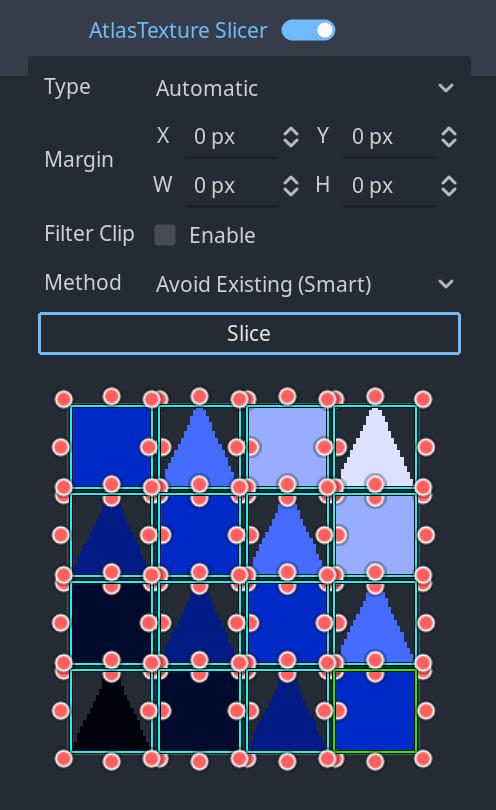 AtlasTexture Slicer
Type Automatic
Margin
X 0 px Y 0 px
W 0 px H 0 px
Filter Clip Enable
Method Avoid Existing (Smart)
Slice